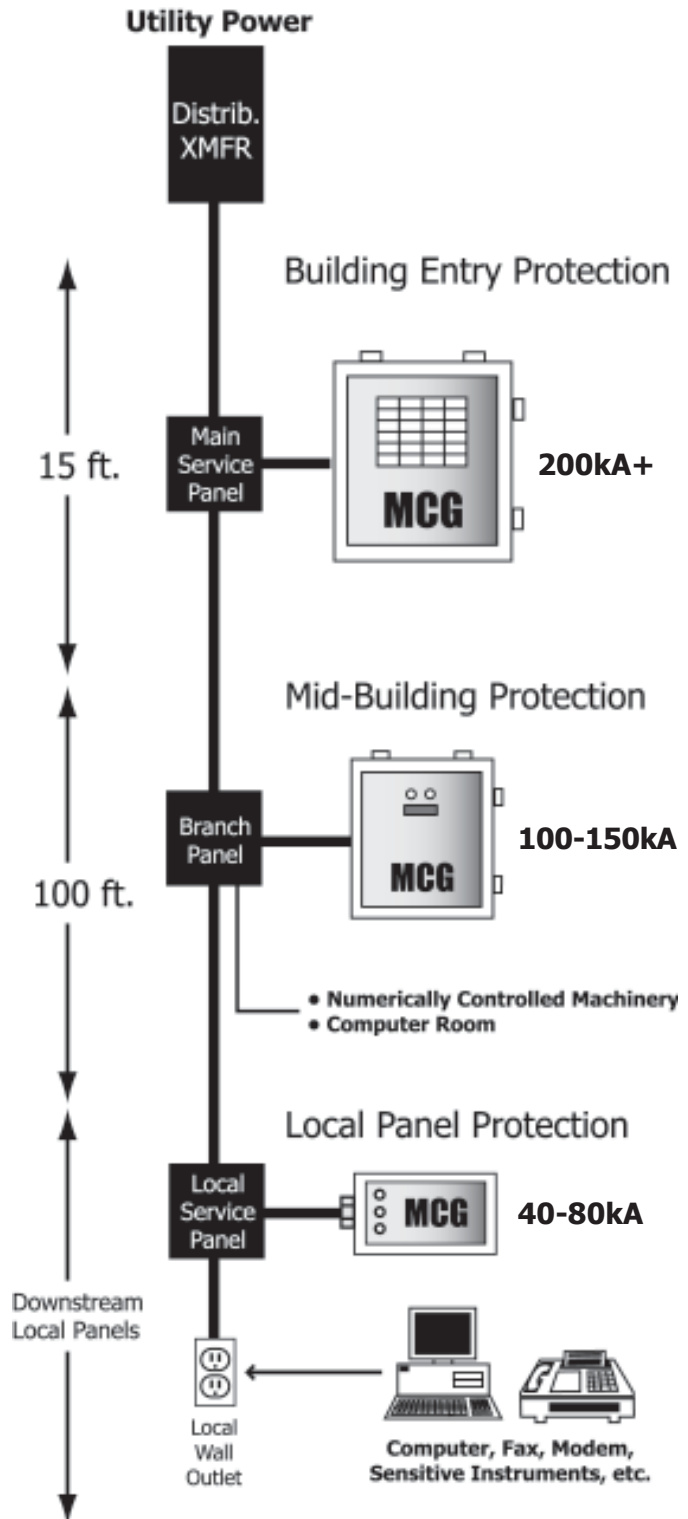 Utility Power
Distrib.
XMFR
Building Entry Protection
15 ft.
Main
Service
Panel
MCG
200kA+
Mid-Building Protection
100 ft.
Branch
Panel
MCG
100-150kA
• Numerically Controlled Machinery
• Computer Room
Local Panel Protection
Local
Service
Panel
MCG
40-80kA
Downstream
Local Panels
Local
Wall
Outlet
Computer, Fax, Modem,
Sensitive Instruments, etc.